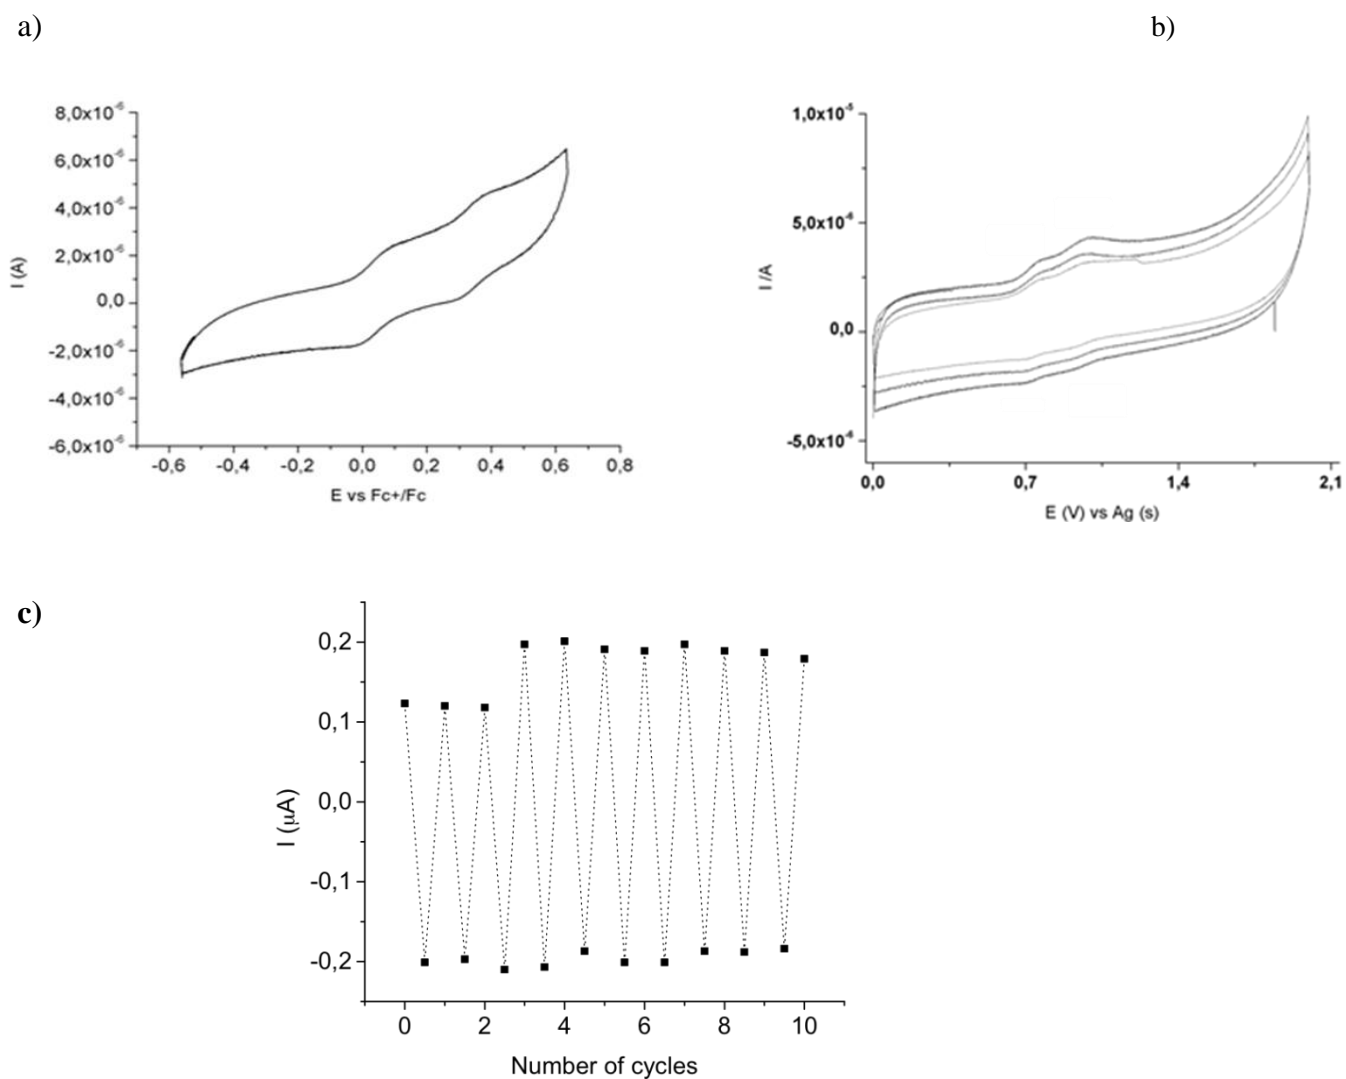 a)
b)
8,0x10⁻⁶
6,0x10⁻⁶
4,0x10⁻⁶
2,0x10⁻⁶
0,0
-2,0x10⁻⁶
-4,0x10⁻⁶
-6,0x10⁻⁶
I (A)
-0,6 -0,4 -0,2 0,0 0,2 0,4 0,6 0,8
E vs Fc+/Fc
1,0x10⁻⁵
5,0x10⁻⁶
0,0
-5,0x10⁻⁶
I /A
0,0 0,7 1,4 2,1
E (V) vs Ag (s)
c)
0,2
0,1
0,0
-0,1
-0,2
I (µA)
0 2 4 6 8 10
Number of cycles